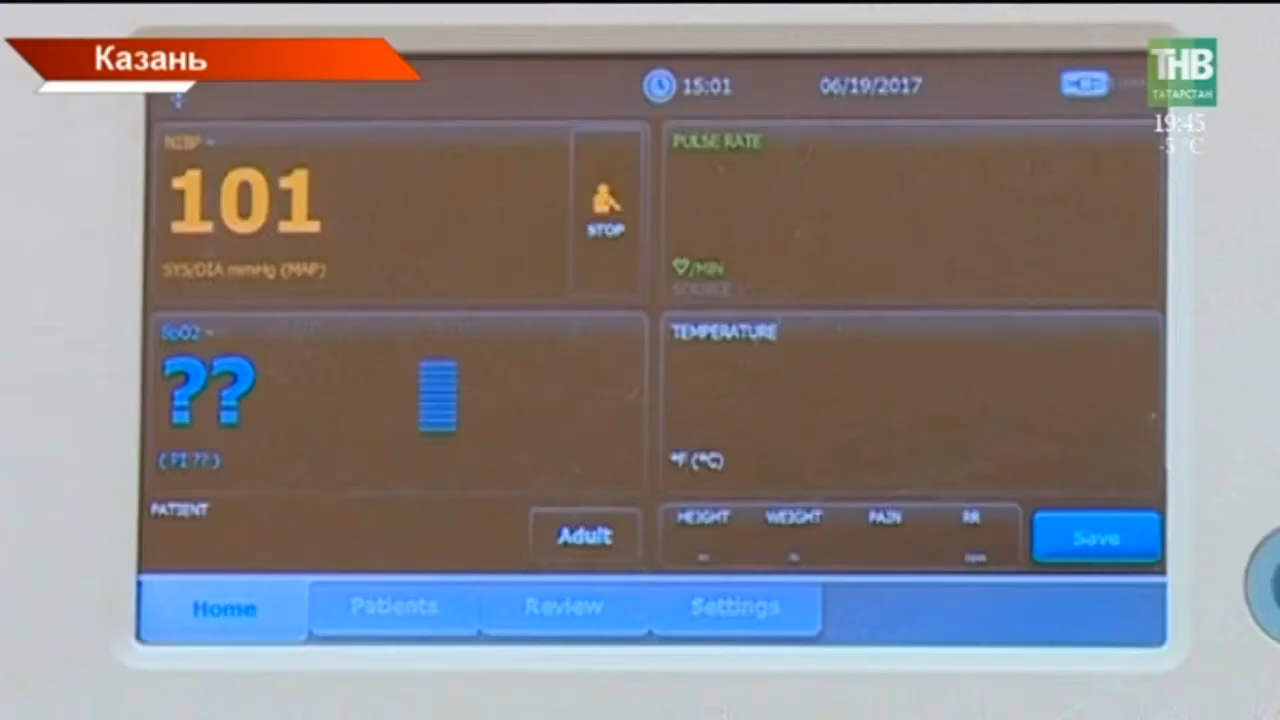 Казань
15:01
06/19/2017
ТНВ
ТАТАРСТАН
19:45
-5 °C
NIBP
101
STOP
SYS/DIA mmHg (MAP)
PULSE RATE
♡/MIN
SOURCE
SpO2
??
(PI ??)
TEMPERATURE
°F (°C)
PATIENT
Adult
HEIGHT WEIGHT PAIN RR
Save
Home Patients Review Settings